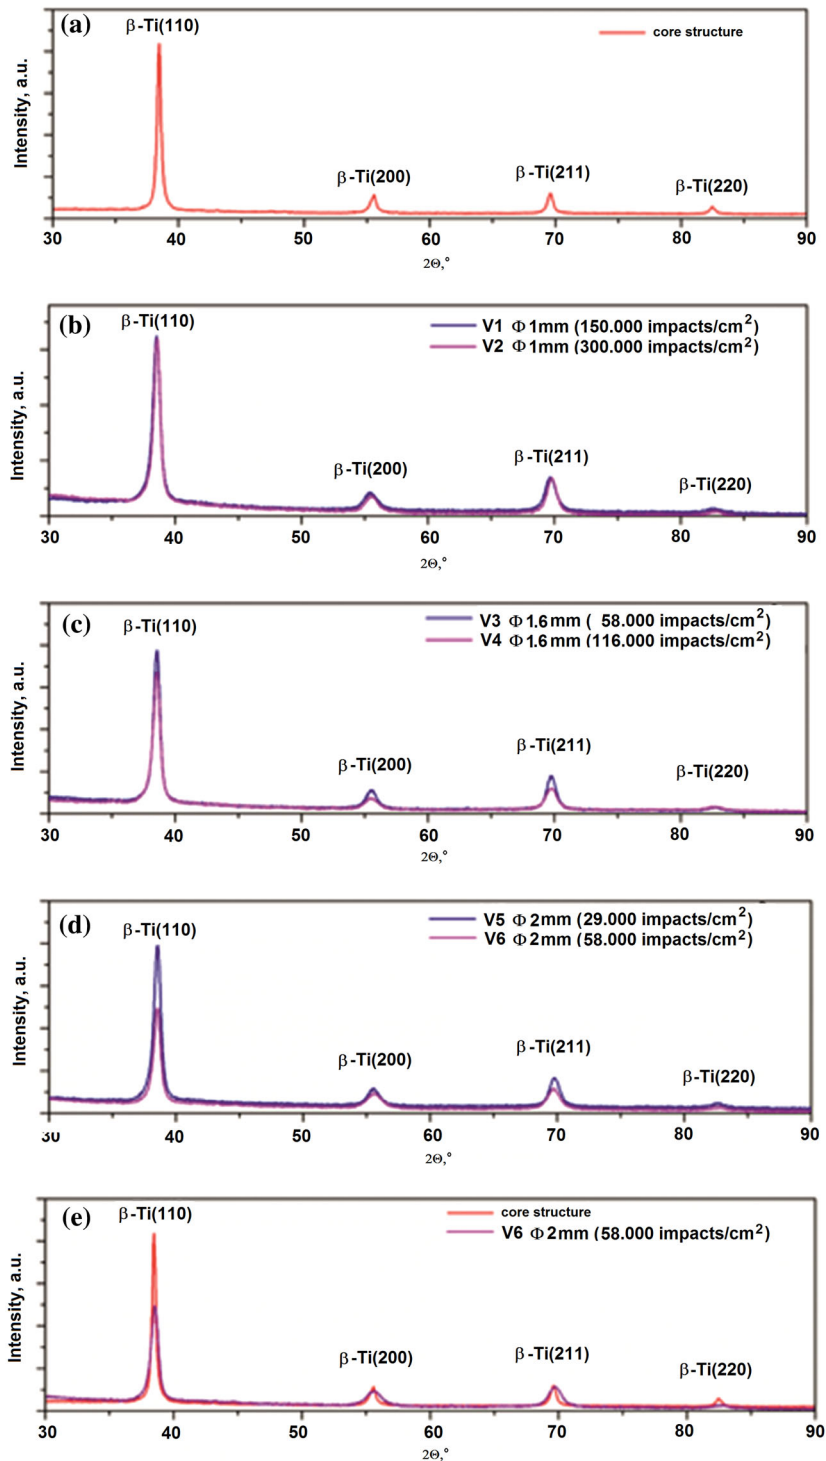 (a)
β-Ti(110)
core structure
β-Ti(200)
β-Ti(211)
β-Ti(220)
Intensity, a.u.
30 40 50 60 70 80 90
2Θ,°
(b)
β-Ti(110)
V1 Φ1mm (150.000 impacts/cm²)
V2 Φ1mm (300.000 impacts/cm²)
β-Ti(200)
β-Ti(211)
β-Ti(220)
Intensity, a.u.
30 40 50 60 70 80 90
2Θ,°
(c)
β-Ti(110)
V3 Φ1.6mm ( 58.000 impacts/cm²)
V4 Φ1.6mm (116.000 impacts/cm²)
β-Ti(200)
β-Ti(211)
β-Ti(220)
Intensity, a.u.
30 40 50 60 70 80 90
2Θ,°
(d)
β-Ti(110)
V5 Φ2mm (29.000 impacts/cm²)
V6 Φ2mm (58.000 impacts/cm²)
β-Ti(200)
β-Ti(211)
β-Ti(220)
Intensity, a.u.
30 40 50 60 70 80 90
2Θ,°
(e)
β-Ti(110)
core structure
V6 Φ2mm (58.000 impacts/cm²)
β-Ti(200)
β-Ti(211)
β-Ti(220)
Intensity, a.u.
30 40 50 60 70 80 90
2Θ,°